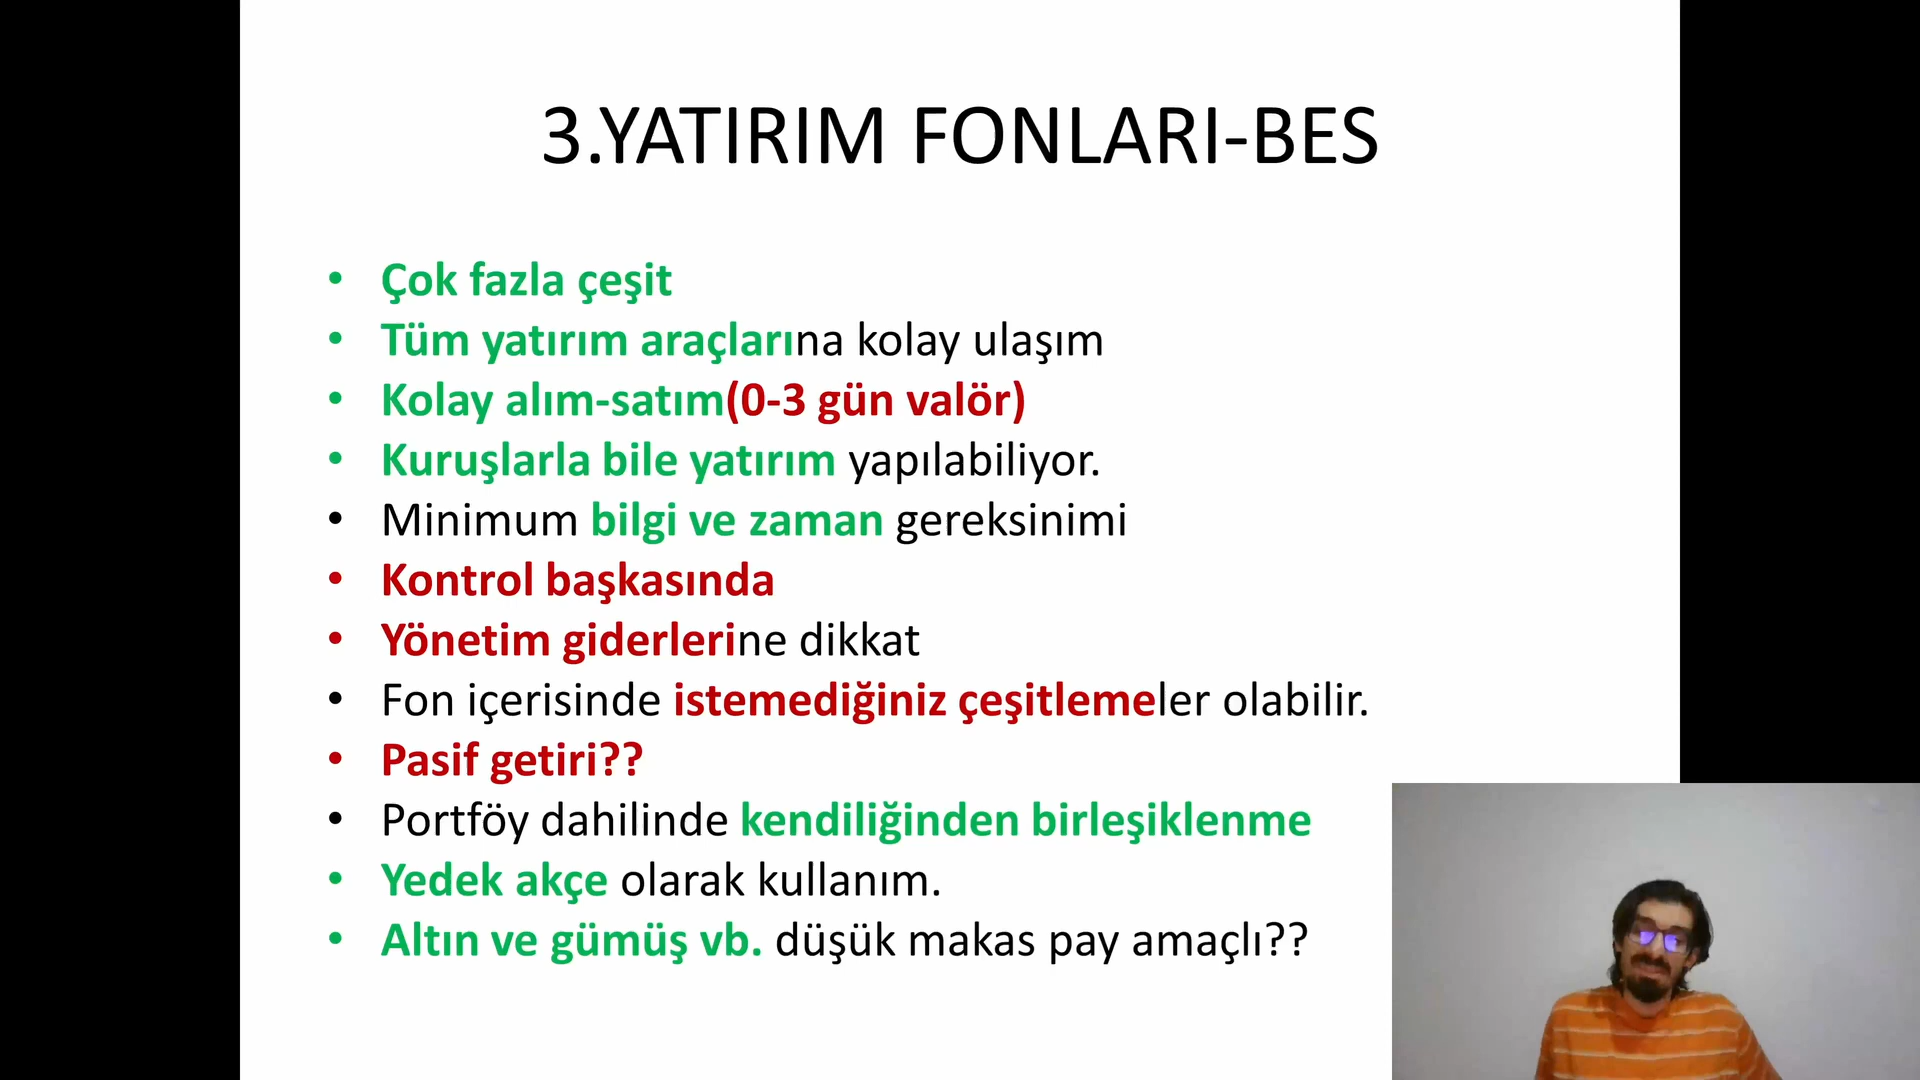 3.YATIRIM FONLARI-BES
• Çok fazla çeşit
• Tüm yatırım araçlarına kolay ulaşım
• Kolay alım-satım(0-3 gün valör)
• Kuruşlarla bile yatırım yapılabiliyor.
• Minimum bilgi ve zaman gereksinimi
• Kontrol başkasında
• Yönetim giderlerine dikkat
• Fon içerisinde istemediğiniz çeşitlemeler olabilir.
• Pasif getiri??
• Portföy dahilinde kendiliğinden birleşiklenme
• Yedek akçe olarak kullanım.
• Altın ve gümüş vb. düşük makas pay amaçlı??